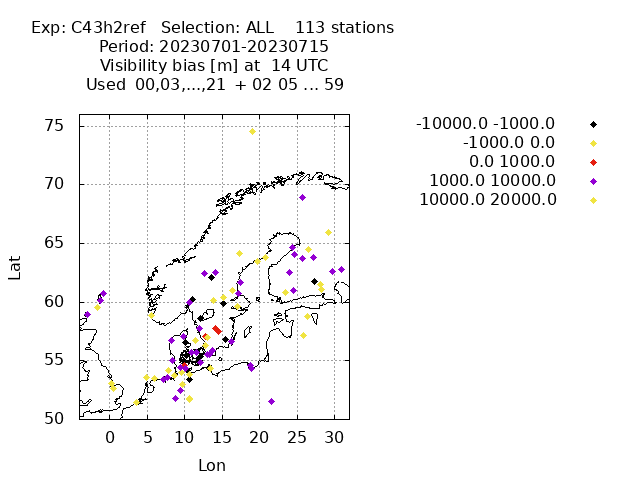 Exp: C43h2ref   Selection: ALL    113 stations
Period: 20230701-20230715
Visibility bias [m] at  14 UTC
Used  00,03,...,21  + 02 05 ... 59
-10000.0 -1000.0
-1000.0 0.0
0.0 1000.0
1000.0 10000.0
10000.0 20000.0
75
70
65
60
55
50
Lat
0 5 10 15 20 25 30
Lon